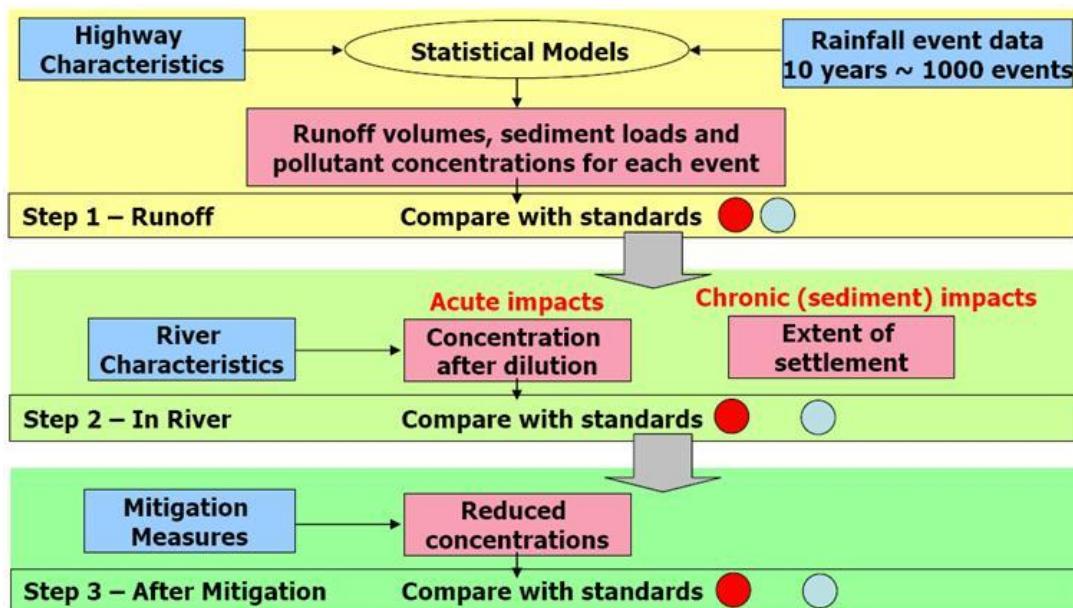 Highway
Characteristics
Statistical Models
Rainfall event data
10 years ~ 1000 events
Runoff volumes, sediment loads and
pollutant concentrations for each event
Step 1 – Runoff
Compare with standards
Acute impacts
Chronic (sediment) impacts
River
Characteristics
Concentration
after dilution
Extent of
settlement
Step 2 – In River
Compare with standards
Mitigation
Measures
Reduced
concentrations
Step 3 – After Mitigation
Compare with standards